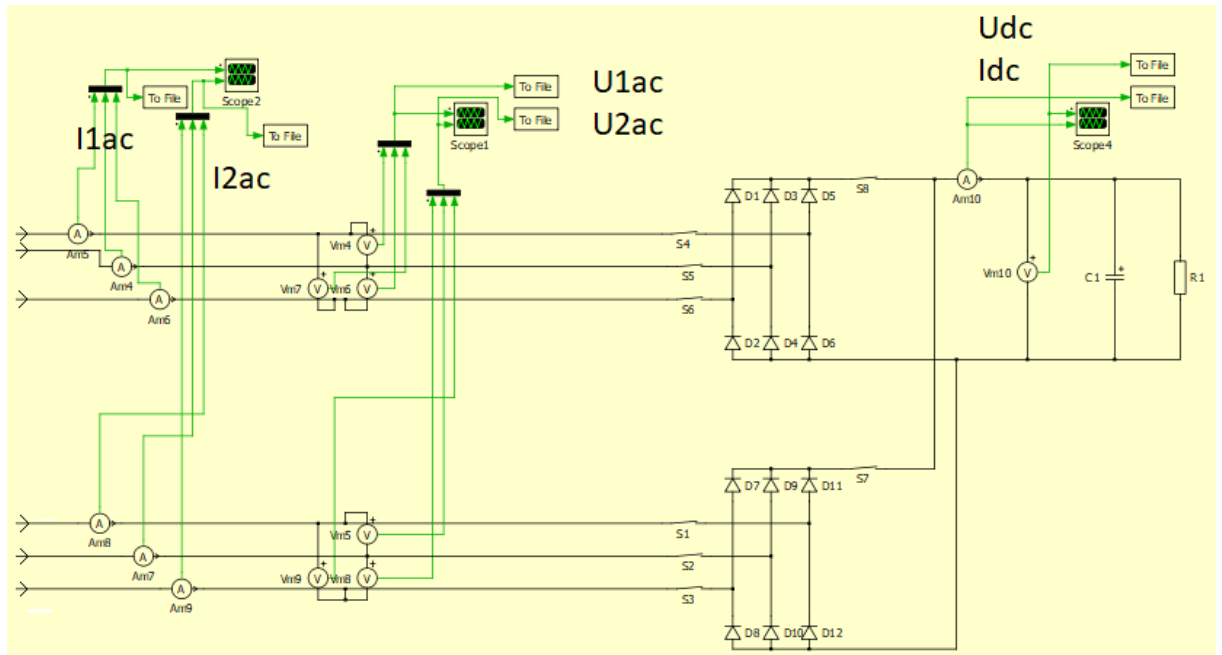 Udc
Idc
To File
To File
Scope4
Scope2
To File
To File
I1ac
I2ac
U1ac
U2ac
To File
To File
Scope1
A
Am5
A
Am4
A
Am6
Vm4
V
Vm7
V
Vm6
V
S4
S5
S6
D1
D3
D5
D2
D4
D6
S8
A
Am10
Vm10
V
C1
R1
A
Am8
A
Am7
A
Am9
Vm5
V
Vm9
V
Vm8
V
S1
S2
S3
D7
D9
D11
D8
D10
D12
S7